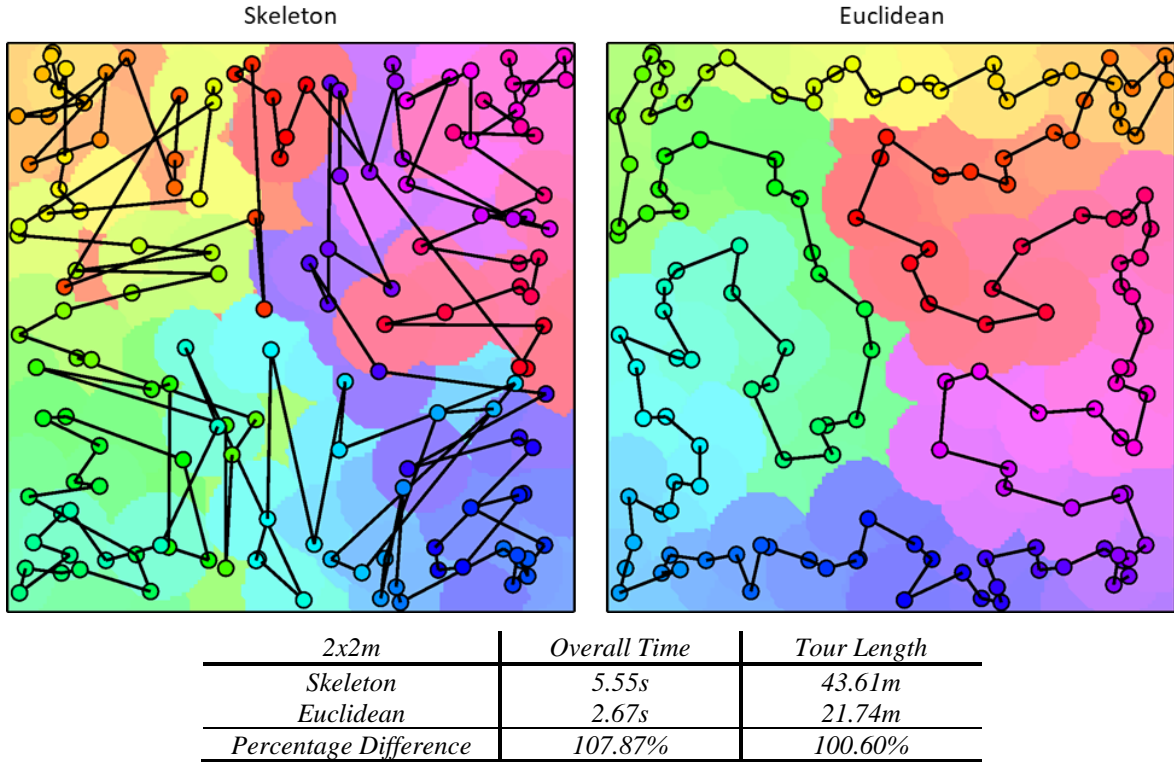 Skeleton Euclidean
2x2m Overall Time Tour Length
Skeleton 5.55s 43.61m
Euclidean 2.67s 21.74m
Percentage Difference 107.87% 100.60%